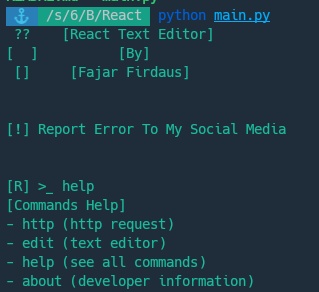 /s/6/B/React python main.py
?? [React Text Editor]
[ ] [By]
[] [Fajar Firdaus]
[!] Report Error To My Social Media
[R] >_ help
[Commands Help]
- http (http request)
- edit (text editor)
- help (see all commands)
- about (developer information)